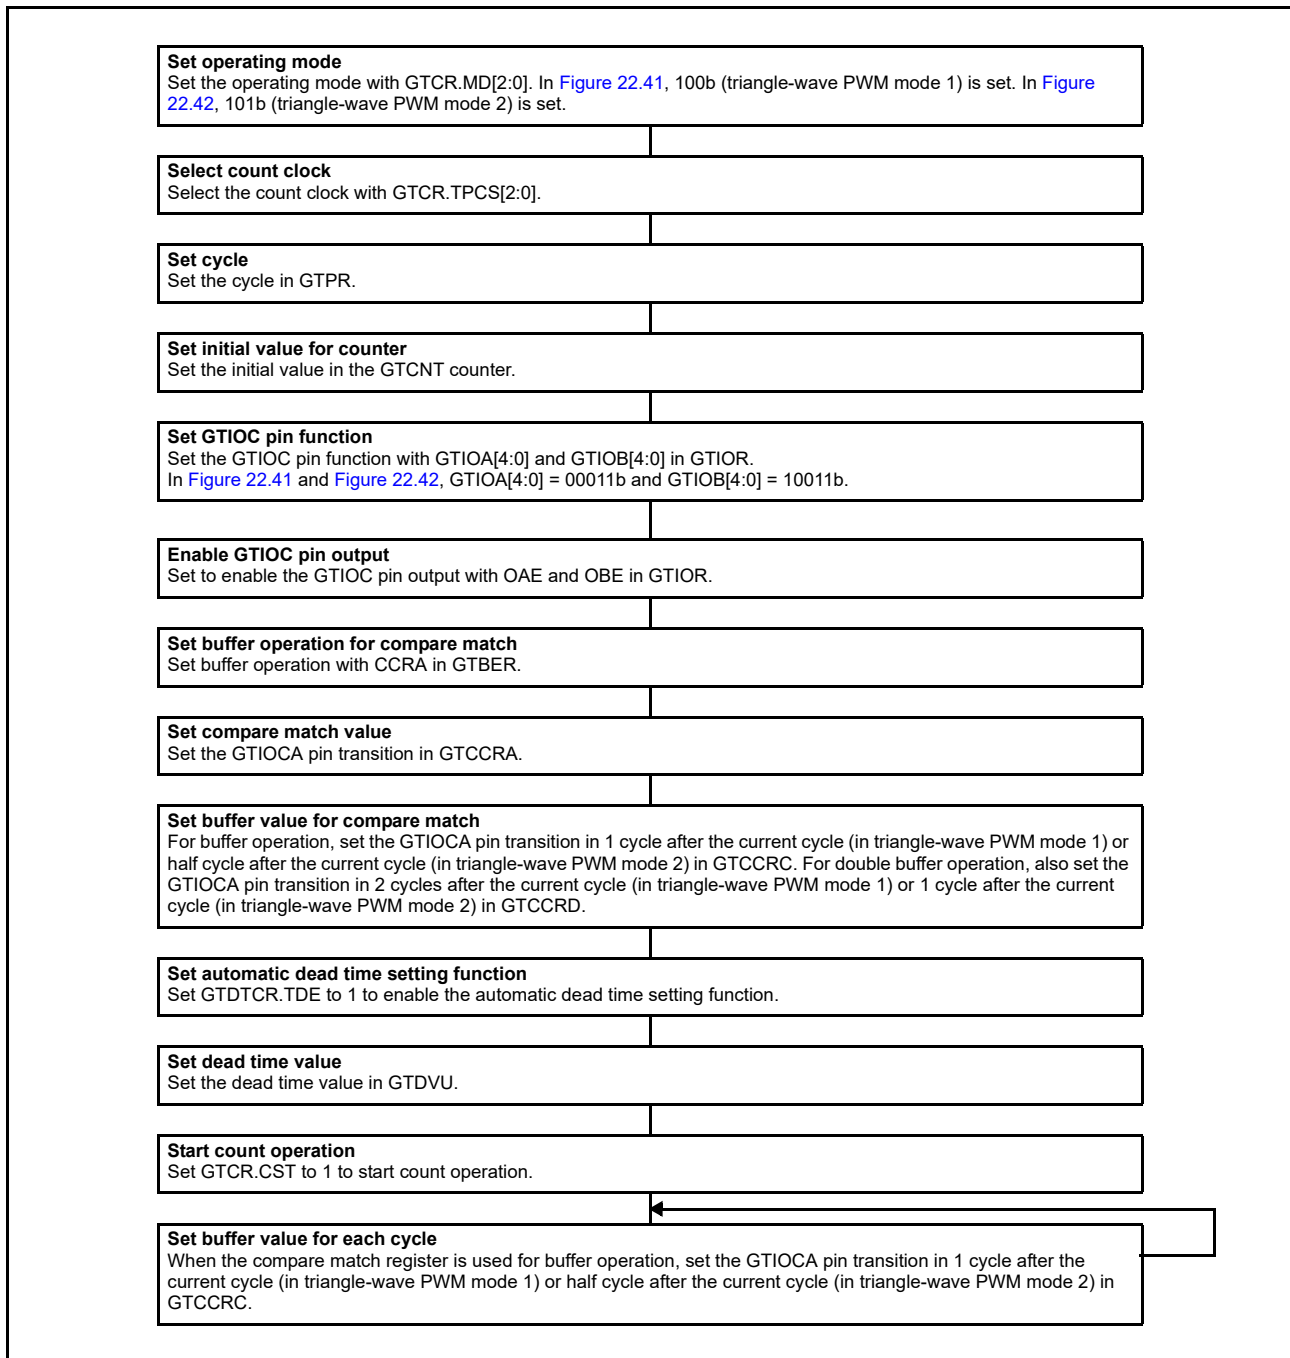 Set operating mode
Set the operating mode with GTCR.MD[2:0]. In Figure 22.41, 100b (triangle-wave PWM mode 1) is set. In Figure
22.42, 101b (triangle-wave PWM mode 2) is set.
Select count clock
Select the count clock with GTCR.TPCS[2:0].
Set cycle
Set the cycle in GTPR.
Set initial value for counter
Set the initial value in the GTCNT counter.
Set GTIOC pin function
Set the GTIOC pin function with GTIOA[4:0] and GTIOB[4:0] in GTIOR.
In Figure 22.41 and Figure 22.42, GTIOA[4:0] = 00011b and GTIOB[4:0] = 10011b.
Enable GTIOC pin output
Set to enable the GTIOC pin output with OAE and OBE in GTIOR.
Set buffer operation for compare match
Set buffer operation with CCRA in GTBER.
Set compare match value
Set the GTIOCA pin transition in GTCCRA.
Set buffer value for compare match
For buffer operation, set the GTIOCA pin transition in 1 cycle after the current cycle (in triangle-wave PWM mode 1) or
half cycle after the current cycle (in triangle-wave PWM mode 2) in GTCCRC. For double buffer operation, also set the
GTIOCA pin transition in 2 cycles after the current cycle (in triangle-wave PWM mode 1) or 1 cycle after the current
cycle (in triangle-wave PWM mode 2) in GTCCRD.
Set automatic dead time setting function
Set GTDTCR.TDE to 1 to enable the automatic dead time setting function.
Set dead time value
Set the dead time value in GTDVU.
Start count operation
Set GTCR.CST to 1 to start count operation.
Set buffer value for each cycle
When the compare match register is used for buffer operation, set the GTIOCA pin transition in 1 cycle after the
current cycle (in triangle-wave PWM mode 1) or half cycle after the current cycle (in triangle-wave PWM mode 2) in
GTCCRC.